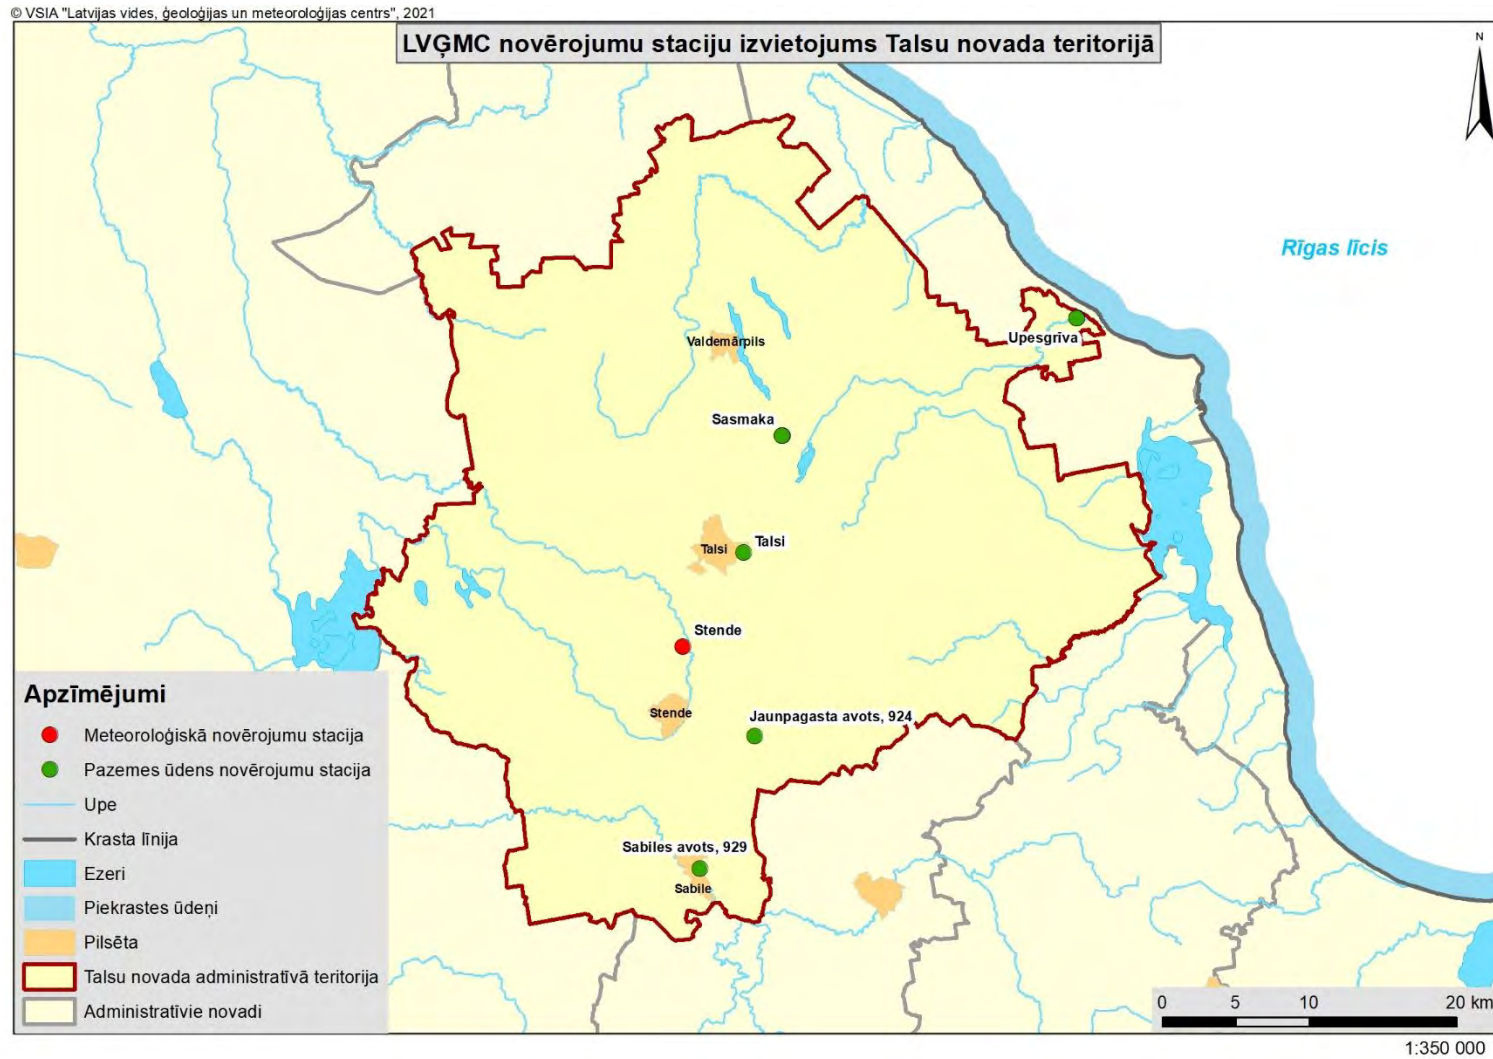 © VSIA "Latvijas vides, ģeoloģijas un meteoroloģijas centrs", 2021
LVĢMC novērojumu staciju izvietojums Talsu novada teritorijā
N
Rīgas līcis
Upesgrīva
Valdemārpils
Sasmaka
Talsi
Talsi
Stende
Stende
Jaunpagasta avots, 924
Sabiles avots, 929
Sabile
Apzīmējumi
Meteoroloģiskā novērojumu stacija
Pazemes ūdens novērojumu stacija
Upe
Krasta līnija
Ezeri
Piekrastes ūdeņi
Pilsēta
Talsu novada administratīvā teritorija
Administratīvie novadi
0 5 10 20 km
1:350 000